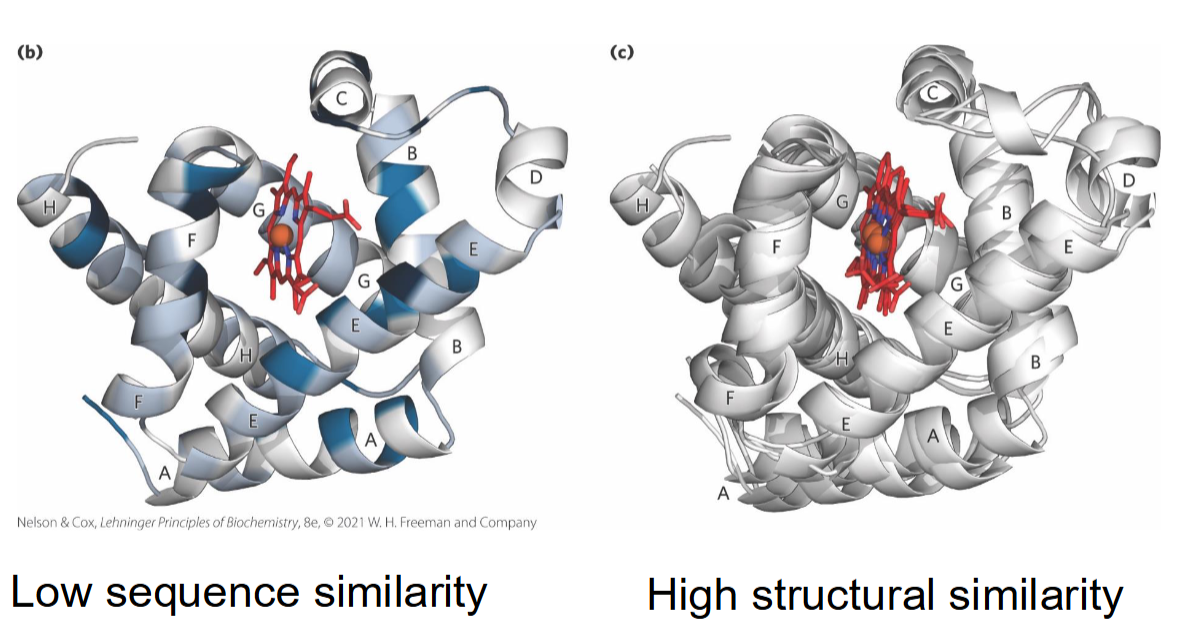 (b)
C
B
D
H
G
F
E
G
E
B
H
F
E
A
A
Nelson & Cox, Lehninger Principles of Biochemistry, 8e, © 2021 W. H. Freeman and Company
Low sequence similarity
(c)
C
D
H
G
B
F
E
G
E
H
B
F
E
A
A
High structural similarity